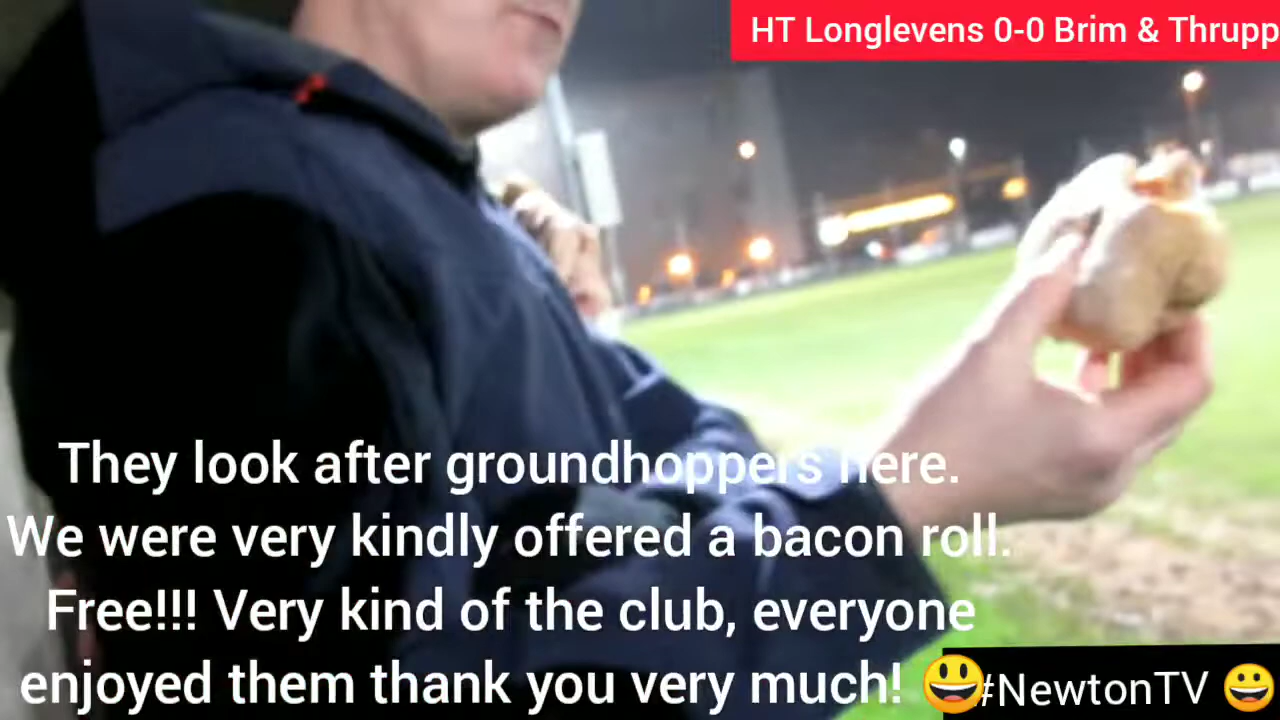 HT Longlevens 0-0 Brim & Thrupp
They look after groundhoppers here.
We were very kindly offered a bacon roll.
Free!!! Very kind of the club, everyone
enjoyed them thank you very much! 😃
#NewtonTV 😀